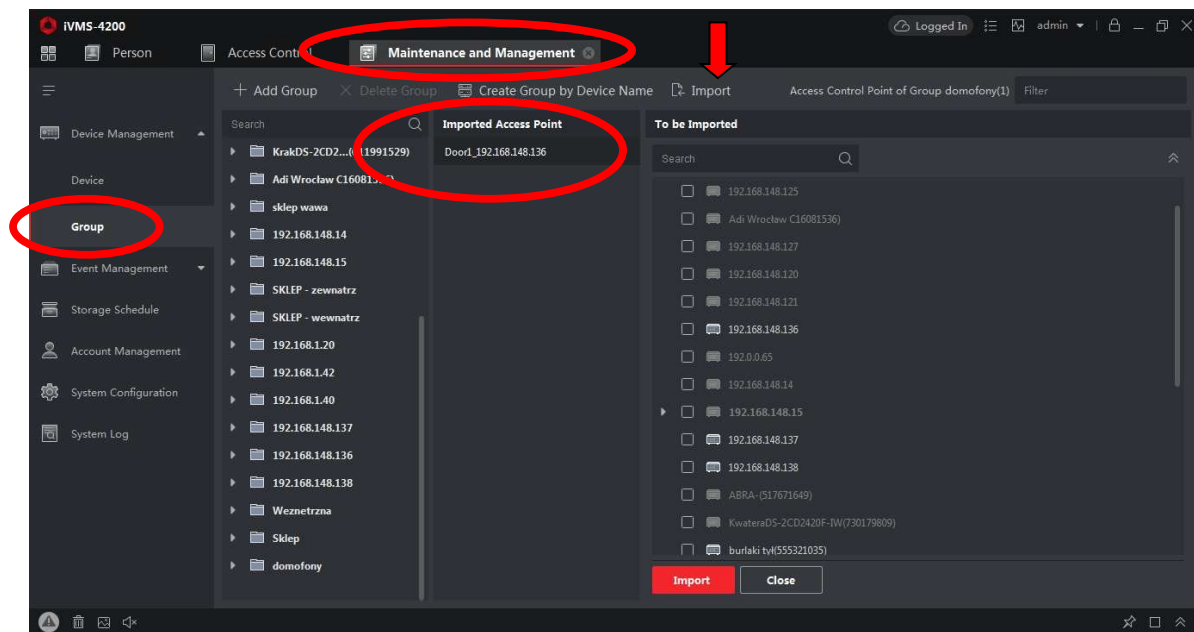 iVMS-4200
Logged In
admin
Person
Access Control
Maintenance and Management
Add Group
Delete Group
Create Group by Device Name
Import
Access Control Point of Group domofony(1)
Filter
Device Management
Device
Group
Event Management
Storage Schedule
Account Management
System Configuration
System Log
Search
KrakDS-2CD2...(611991529)
Adi Wrocław C16081536)
sklep wawa
192.168.148.14
192.168.148.15
SKLEP - zewnatrz
SKLEP - wewnatrz
192.168.1.20
192.168.1.42
192.168.1.40
192.168.148.137
192.168.148.136
192.168.148.138
Weznetrzna
Sklep
domofony
Imported Access Point
Door1_192.168.148.136
To be Imported
Search
192.168.148.125
Adi Wrocław C16081536)
192.168.148.127
192.168.148.120
192.168.148.121
192.168.148.136
192.0.0.65
192.168.148.14
192.168.148.15
192.168.148.137
192.168.148.138
ABRA-(517671649)
KwateraDS-2CD2420F-IW(730179809)
burlaki tył(555321035)
Import
Close